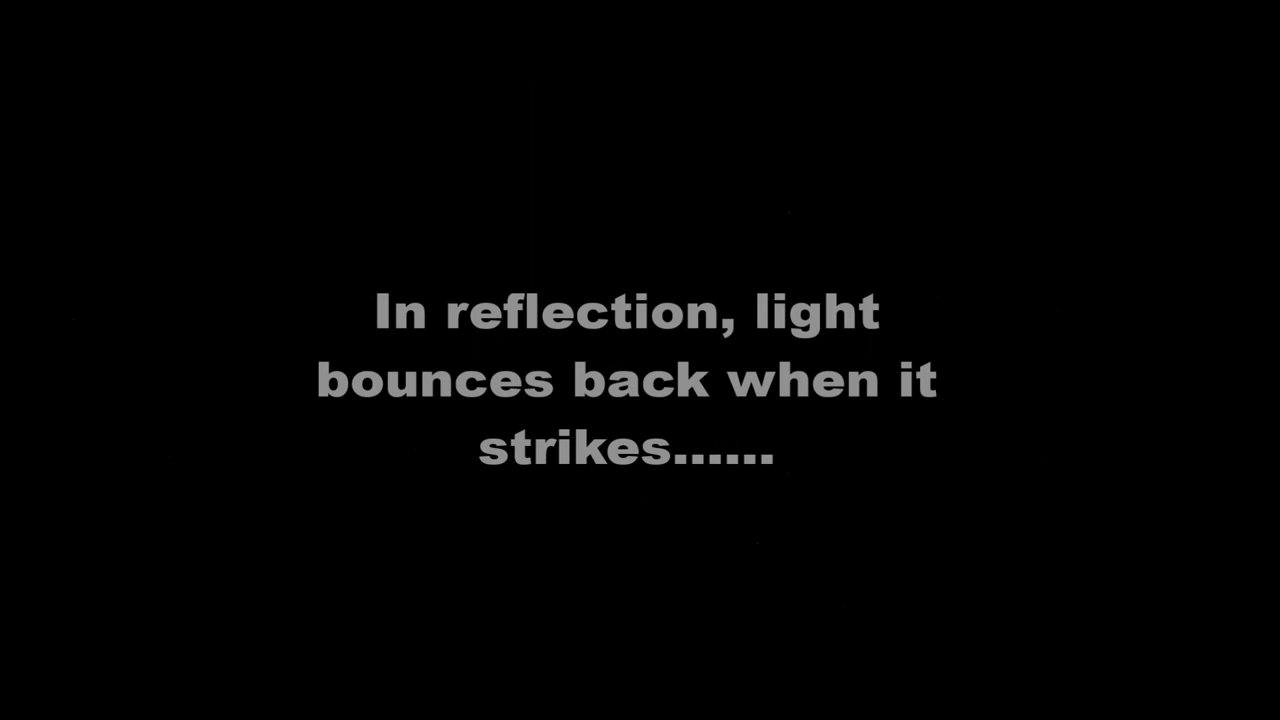 In reflection, light
bounces back when it
strikes......